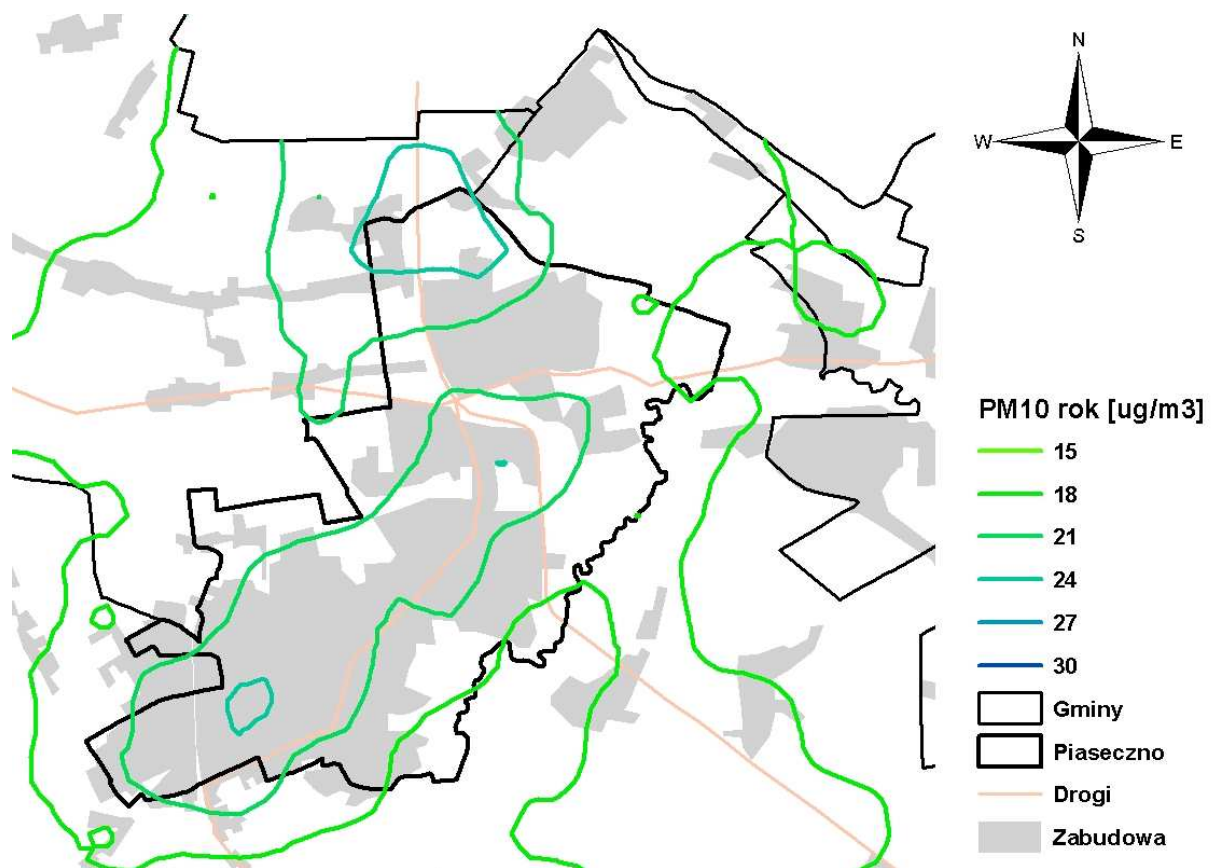 N
W E
S
PM10 rok [ug/m3]
15
18
21
24
27
30
Gminy
Piaseczno
Drogi
Zabudowa